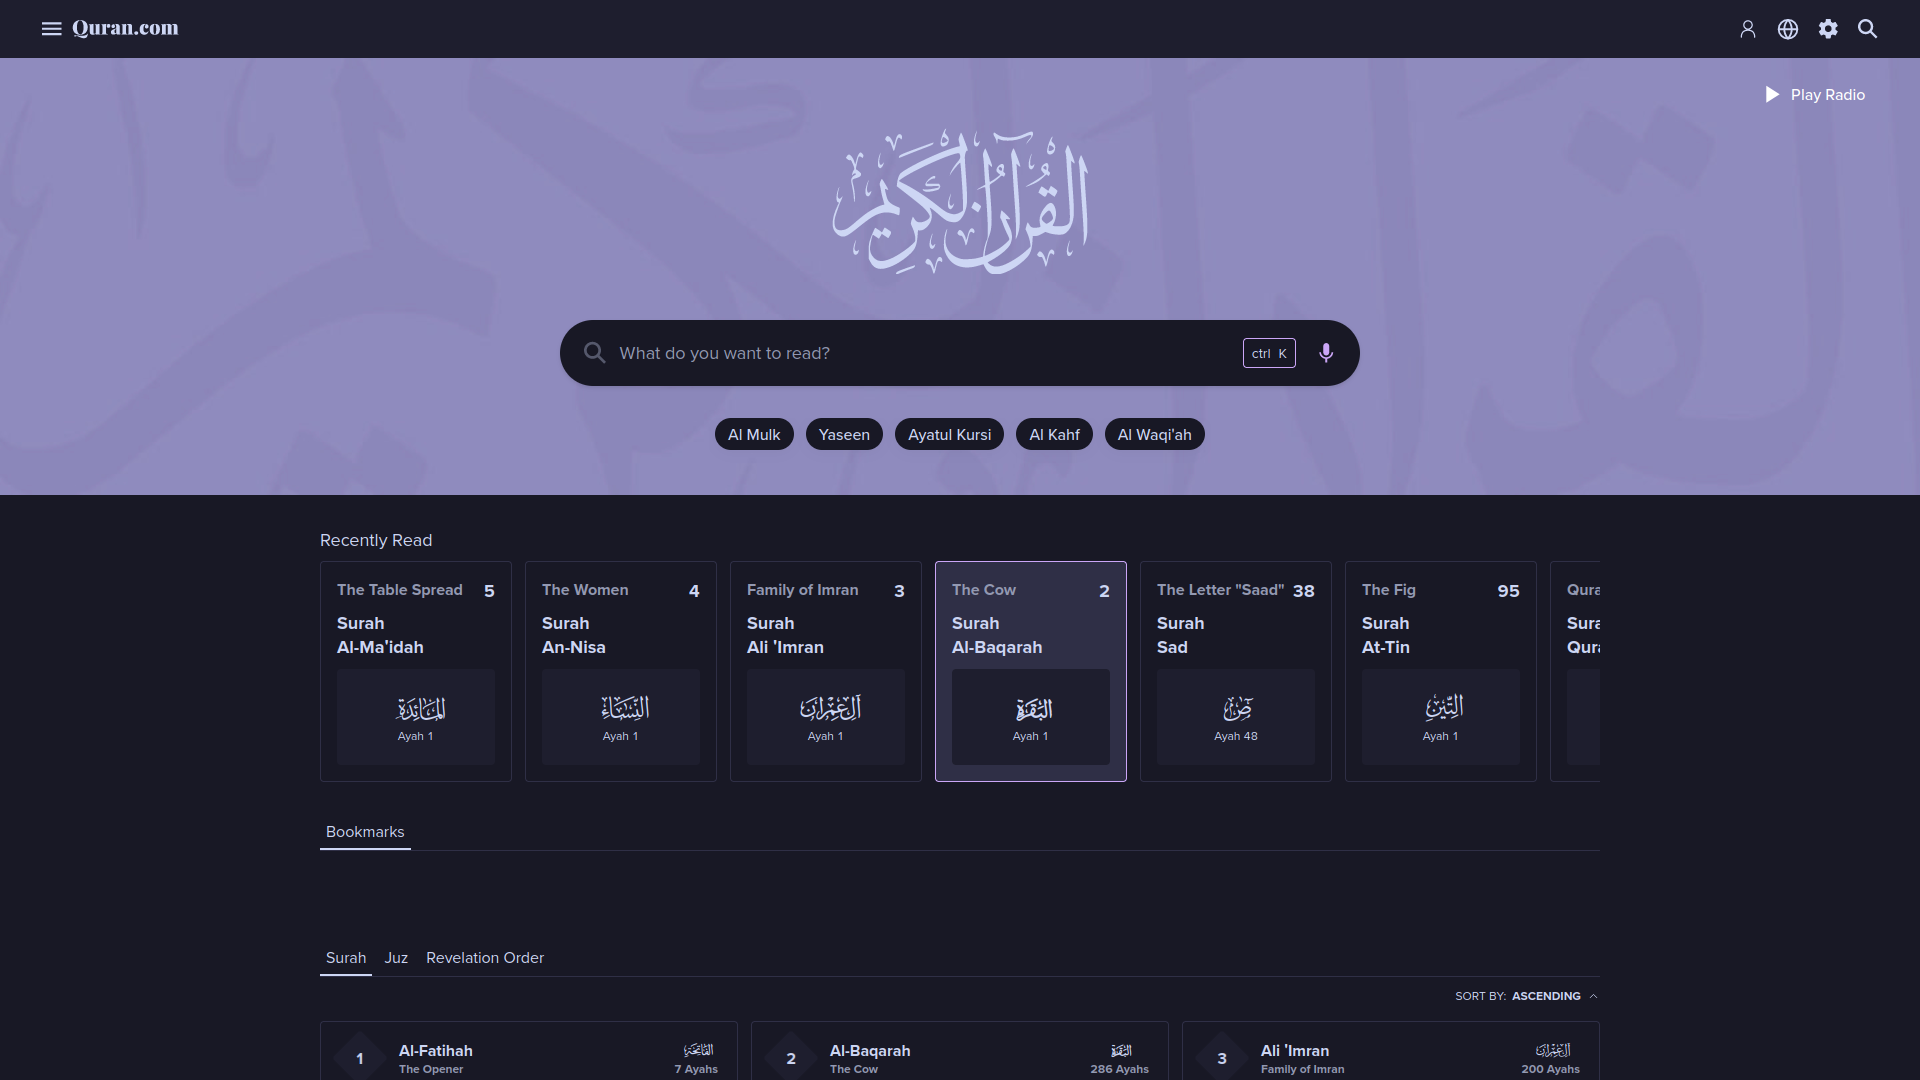 Quran.com
Play Radio
القرآن الكريم
What do you want to read?
ctrl K
Al Mulk
Yaseen
Ayatul Kursi
Al Kahf
Al Waqi'ah
Recently Read
The Table Spread 5
Surah
Al-Ma'idah
المائدة
Ayah 1
The Women 4
Surah
An-Nisa
النساء
Ayah 1
Family of Imran 3
Surah
Ali 'Imran
آل عمران
Ayah 1
The Cow 2
Surah
Al-Baqarah
البقرة
Ayah 1
The Letter "Saad" 38
Surah
Sad
ص
Ayah 48
The Fig 95
Surah
At-Tin
التين
Ayah 1
Bookmarks
Surah Juz Revelation Order
SORT BY: ASCENDING
1 Al-Fatihah الفاتحة
The Opener 7 Ayahs
2 Al-Baqarah البقرة
The Cow 286 Ayahs
3 Ali 'Imran آل عمران
Family of Imran 200 Ayahs